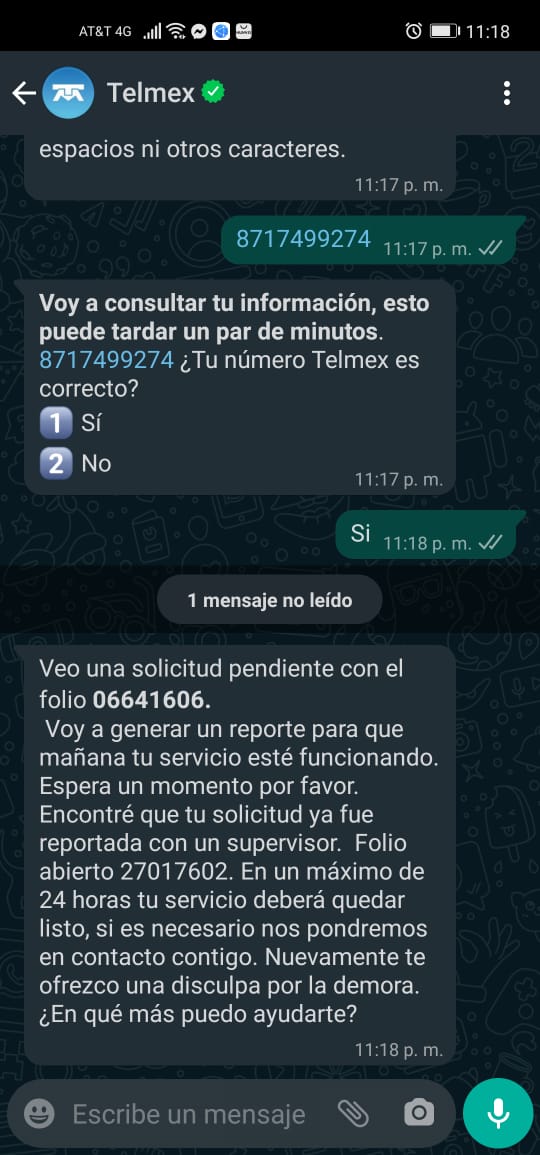 AT&T 4G 11:18
Telmex
espacios ni otros caracteres.
11:17 p. m.
8717499274 11:17 p. m.
Voy a consultar tu información, esto
puede tardar un par de minutos.
8717499274 ¿Tu número Telmex es
correcto?
1 Sí
2 No
11:17 p. m.
Si 11:18 p. m.
1 mensaje no leído
Veo una solicitud pendiente con el
folio 06641606.
Voy a generar un reporte para que
mañana tu servicio esté funcionando.
Espera un momento por favor.
Encontré que tu solicitud ya fue
reportada con un supervisor.  Folio
abierto 27017602. En un máximo de
24 horas tu servicio deberá quedar
listo, si es necesario nos pondremos
en contacto contigo. Nuevamente te
ofrezco una disculpa por la demora.
¿En qué más puedo ayudarte?
11:18 p. m.
Escribe un mensaje